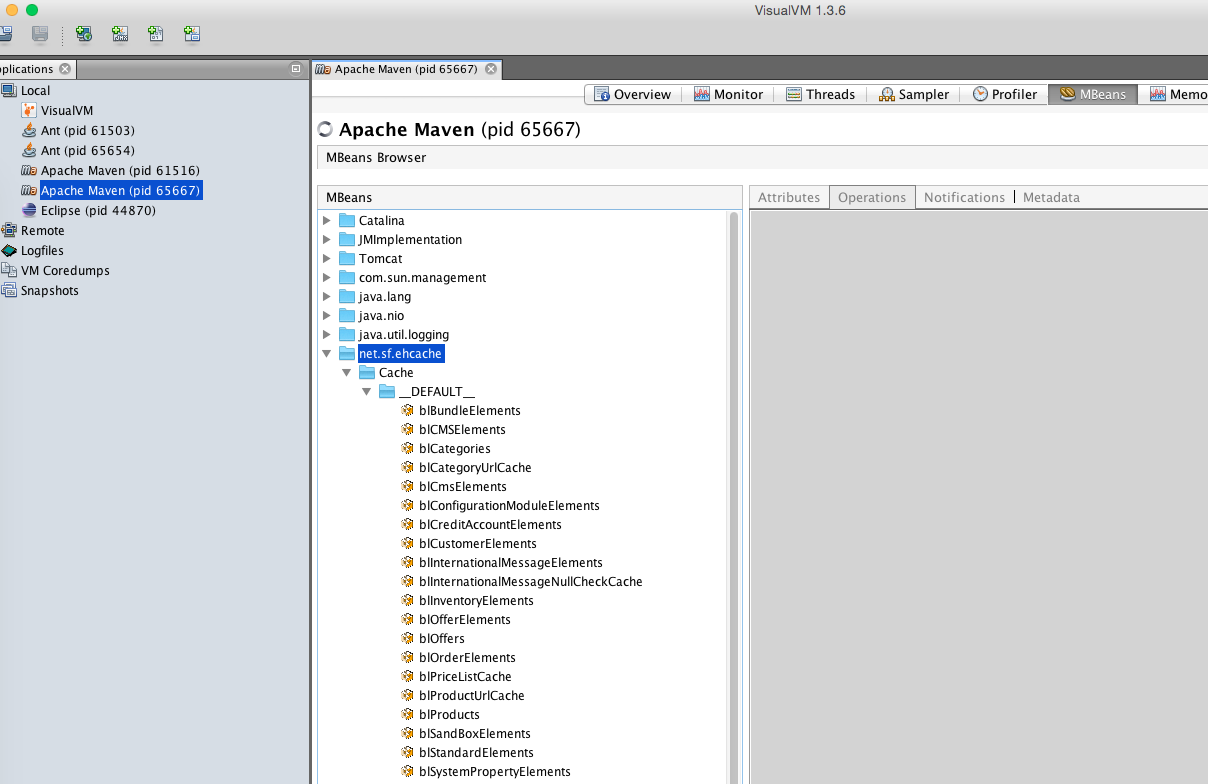 VisualVM 1.3.6
plications
Apache Maven (pid 65667)
Local
VisualVM
Ant (pid 61503)
Ant (pid 65654)
Apache Maven (pid 61516)
Apache Maven (pid 65667)
Eclipse (pid 44870)
Remote
Logfiles
VM Coredumps
Snapshots
Overview Monitor Threads Sampler Profiler MBeans Memo
Apache Maven (pid 65667)
MBeans Browser
MBeans
Catalina
JMImplementation
Tomcat
com.sun.management
java.lang
java.nio
java.util.logging
net.sf.ehcache
Cache
__DEFAULT__
blBundleElements
blCMSElements
blCategories
blCategoryUrlCache
blCmsElements
blConfigurationModuleElements
blCreditAccountElements
blCustomerElements
blInternationalMessageElements
blInternationalMessageNullCheckCache
blInventoryElements
blOfferElements
blOffers
blOrderElements
blPriceListCache
blProductUrlCache
blProducts
blSandBoxElements
blStandardElements
blSystemPropertyElements
Attributes Operations Notifications Metadata